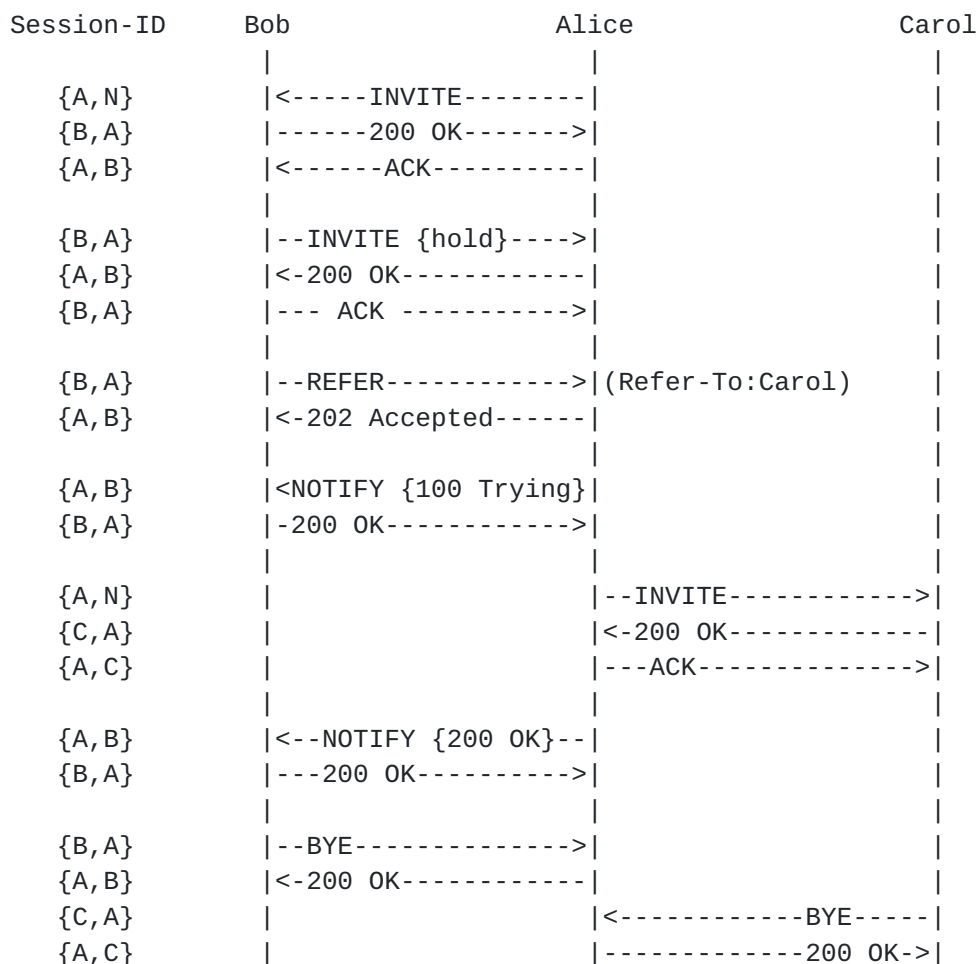 Session-ID     Bob                 Alice                 Carol
                |                    |                     |
   {A,N}        |<-----INVITE--------|                     |
   {B,A}        |------200 OK------->|                     |
   {A,B}        |<------ACK----------|                     |
                |                    |                     |
   {B,A}        |--INVITE {hold}---->|                     |
   {A,B}        |<-200 OK------------|                     |
   {B,A}        |--- ACK ----------->|                     |
                |                    |                     |
   {B,A}        |--REFER------------>|(Refer-To:Carol)     |
   {A,B}        |<-202 Accepted------|                     |
                |                    |                     |
   {A,B}        |<NOTIFY {100 Trying}|                     |
   {B,A}        |-200 OK------------>|                     |
                |                    |                     |
   {A,N}        |                    |--INVITE------------>|
   {C,A}        |                    |<-200 OK-------------|
   {A,C}        |                    |---ACK-------------->|
                |                    |                     |
   {A,B}        |<--NOTIFY {200 OK}--|                     |
   {B,A}        |---200 OK---------->|                     |
                |                    |                     |
   {B,A}        |--BYE-------------->|                     |
   {A,B}        |<-200 OK------------|                     |
   {C,A}        |                    |<------------BYE-----|
   {A,C}        |                    |-------------200 OK->|